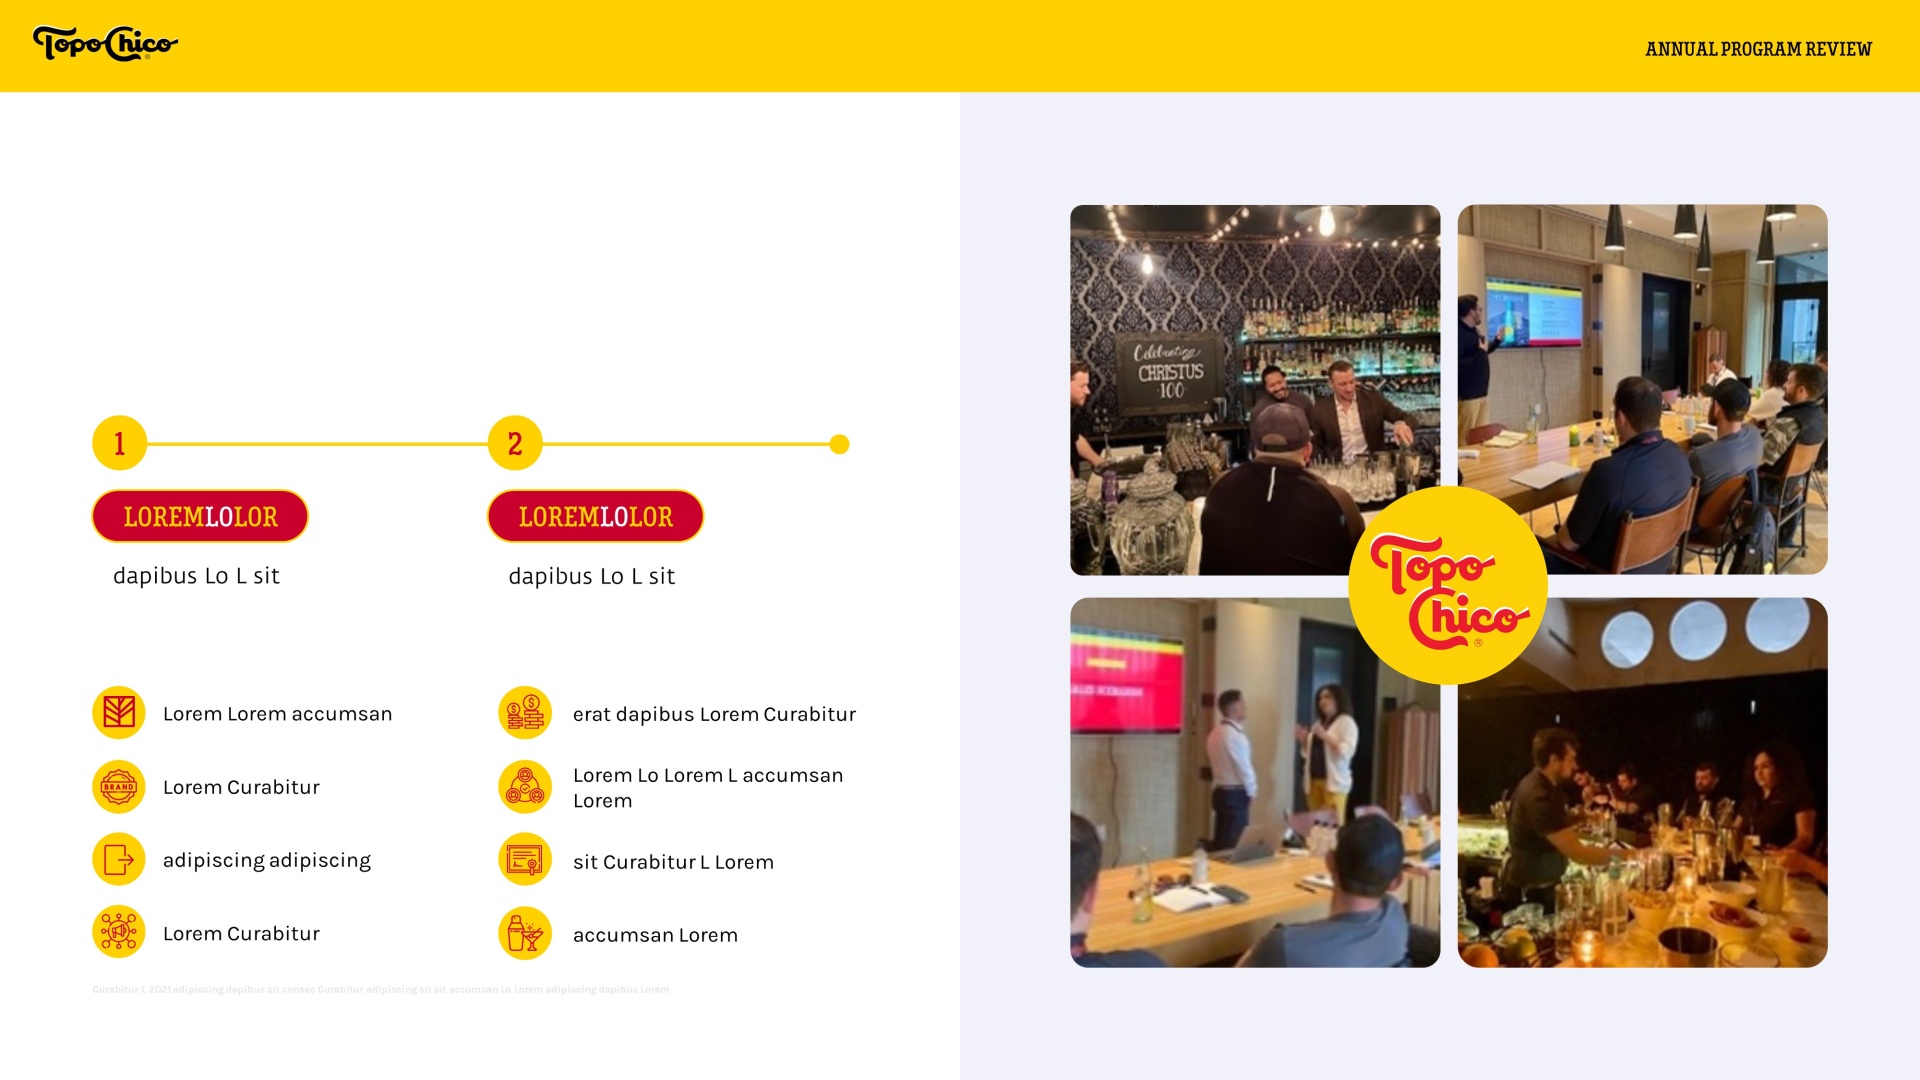 Topo Chico
ANNUAL PROGRAM REVIEW
1
2
LOREMLOLOR
LOREMLOLOR
dapibus Lo L sit
dapibus Lo L sit
Lorem Lorem accumsan
Lorem Curabitur
BRAND
adipiscing adipiscing
Lorem Curabitur
erat dapibus Lorem Curabitur
Lorem Lo Lorem L accumsan
Lorem
sit Curabitur L Lorem
accumsan Lorem
Curabitur L 2021 adipiscing dapibus sit consec Curabitur adipiscing sit sit accumsan Lo Lorem adipiscing dapibus Lorem
Celebrating
CHRISTUS
100
Topo
Chico
®